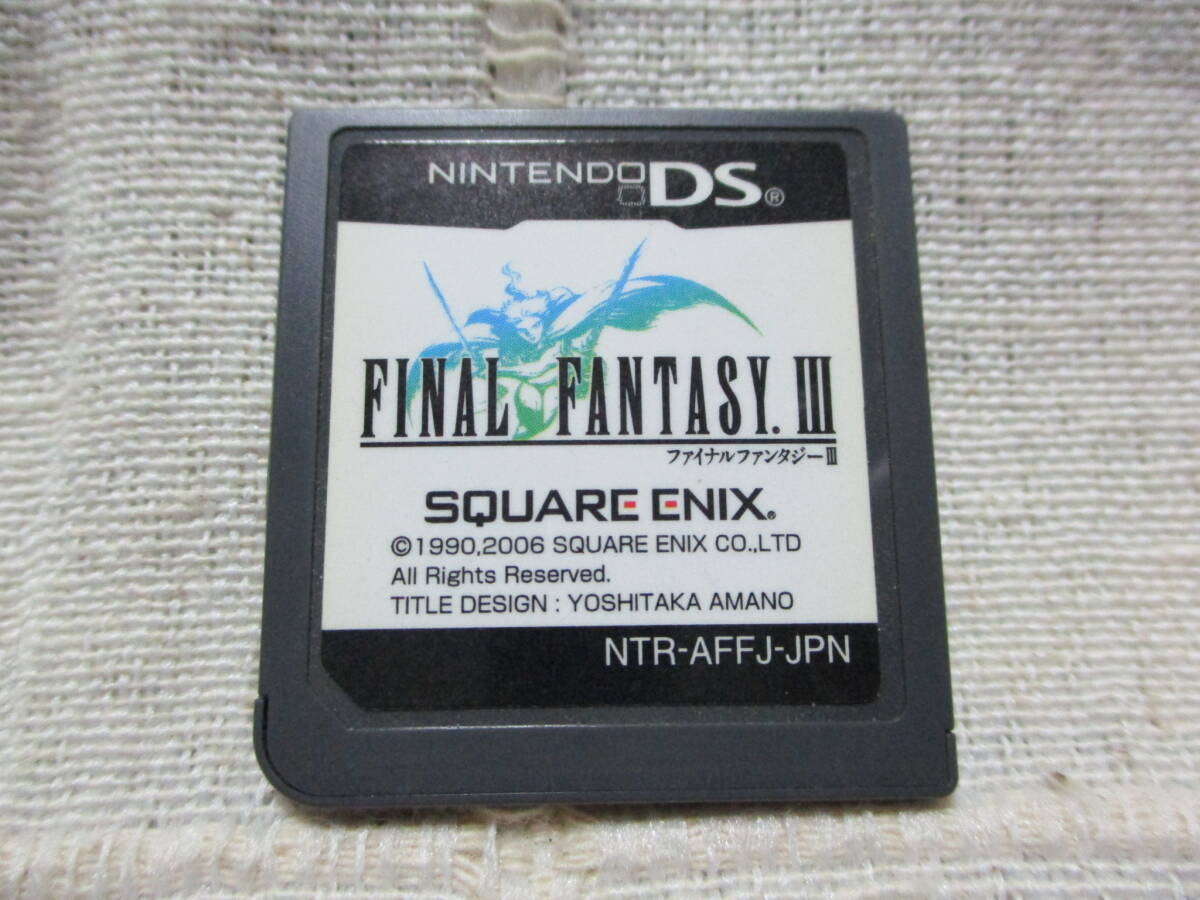 NINTENDO DS®
FINAL FANTASY. III
ファイナルファンタジーIII
SQUARE ENIX®
©1990,2006 SQUARE ENIX CO.,LTD
All Rights Reserved.
TITLE DESIGN : YOSHITAKA AMANO
NTR-AFFJ-JPN